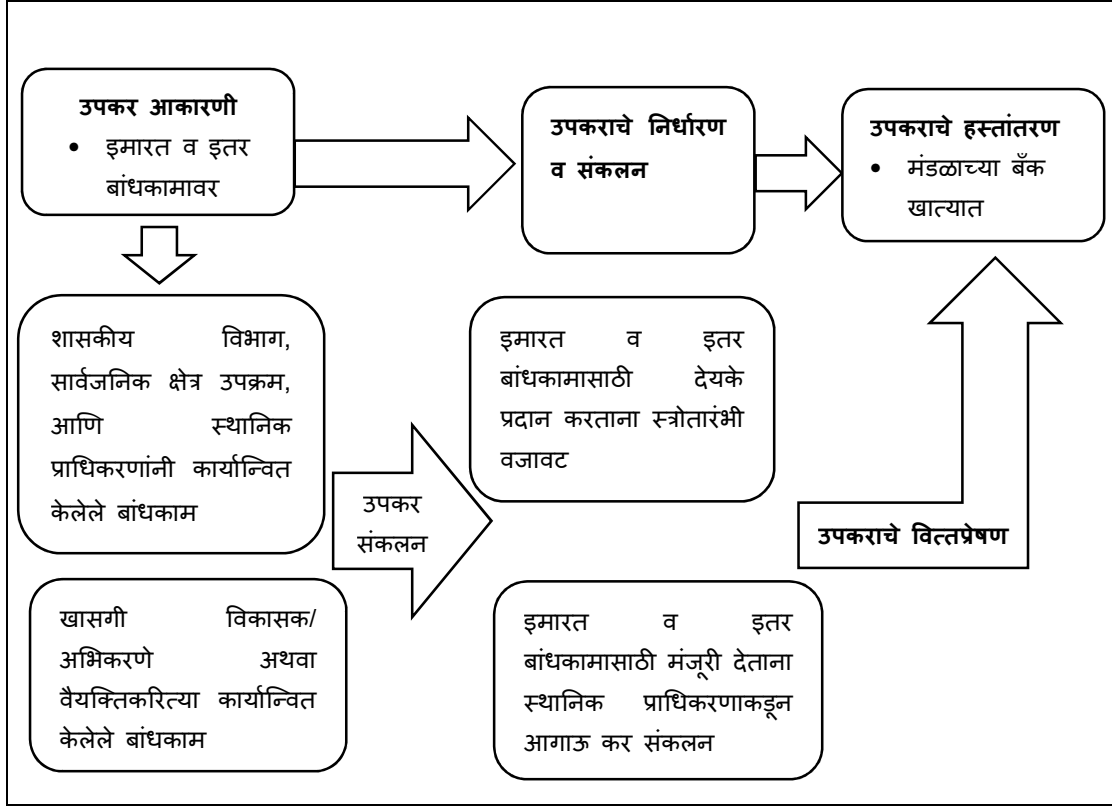 उपकर आकारणी
• इमारत व इतर
बांधकामावर
उपकराचे निर्धारण
व संकलन
उपकराचे हस्तांतरण
• मंडळाच्या बँक
खात्यात
शासकीय विभाग,
सार्वजनिक क्षेत्र उपक्रम,
आणि स्थानिक
प्राधिकरणांनी कार्यान्वित
केलेले बांधकाम
इमारत व इतर
बांधकामासाठी देयके
प्रदान करताना स्त्रोतारंभी
वजावट
उपकर
संकलन
उपकराचे वित्तप्रेषण
खासगी विकासक/
अभिकरणे अथवा
वैयक्तिकरित्या कार्यान्वित
केलेले बांधकाम
इमारत व इतर
बांधकामासाठी मंजूरी देताना
स्थानिक प्राधिकरणाकडून
आगाऊ कर संकलन